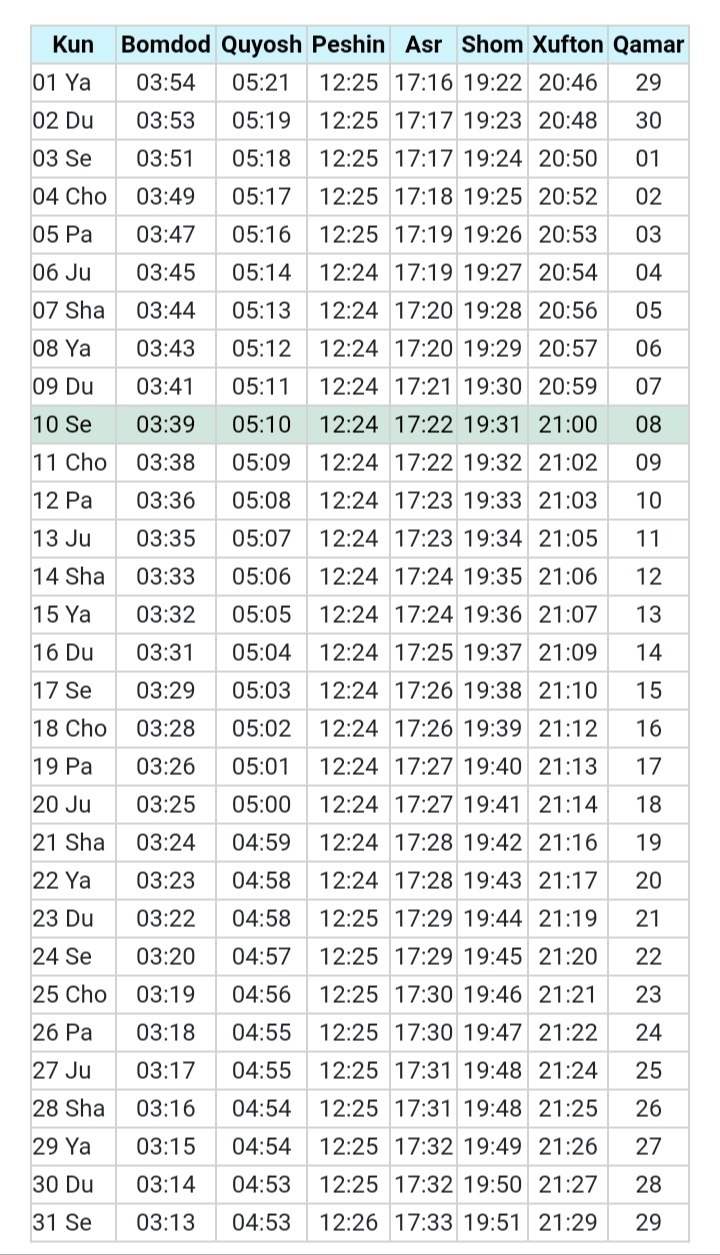 Kun Bomdod Quyosh Peshin Asr Shom Xufton Qamar
01 Ya 03:54 05:21 12:25 17:16 19:22 20:46 29
02 Du 03:53 05:19 12:25 17:17 19:23 20:48 30
03 Se 03:51 05:18 12:25 17:17 19:24 20:50 01
04 Cho 03:49 05:17 12:25 17:18 19:25 20:52 02
05 Pa 03:47 05:16 12:25 17:19 19:26 20:53 03
06 Ju 03:45 05:14 12:24 17:19 19:27 20:54 04
07 Sha 03:44 05:13 12:24 17:20 19:28 20:56 05
08 Ya 03:43 05:12 12:24 17:20 19:29 20:57 06
09 Du 03:41 05:11 12:24 17:21 19:30 20:59 07
10 Se 03:39 05:10 12:24 17:22 19:31 21:00 08
11 Cho 03:38 05:09 12:24 17:22 19:32 21:02 09
12 Pa 03:36 05:08 12:24 17:23 19:33 21:03 10
13 Ju 03:35 05:07 12:24 17:23 19:34 21:05 11
14 Sha 03:33 05:06 12:24 17:24 19:35 21:06 12
15 Ya 03:32 05:05 12:24 17:24 19:36 21:07 13
16 Du 03:31 05:04 12:24 17:25 19:37 21:09 14
17 Se 03:29 05:03 12:24 17:26 19:38 21:10 15
18 Cho 03:28 05:02 12:24 17:26 19:39 21:12 16
19 Pa 03:26 05:01 12:24 17:27 19:40 21:13 17
20 Ju 03:25 05:00 12:24 17:27 19:41 21:14 18
21 Sha 03:24 04:59 12:24 17:28 19:42 21:16 19
22 Ya 03:23 04:58 12:24 17:28 19:43 21:17 20
23 Du 03:22 04:58 12:25 17:29 19:44 21:19 21
24 Se 03:20 04:57 12:25 17:29 19:45 21:20 22
25 Cho 03:19 04:56 12:25 17:30 19:46 21:21 23
26 Pa 03:18 04:55 12:25 17:30 19:47 21:22 24
27 Ju 03:17 04:55 12:25 17:31 19:48 21:24 25
28 Sha 03:16 04:54 12:25 17:31 19:48 21:25 26
29 Ya 03:15 04:54 12:25 17:32 19:49 21:26 27
30 Du 03:14 04:53 12:25 17:32 19:50 21:27 28
31 Se 03:13 04:53 12:26 17:33 19:51 21:29 29